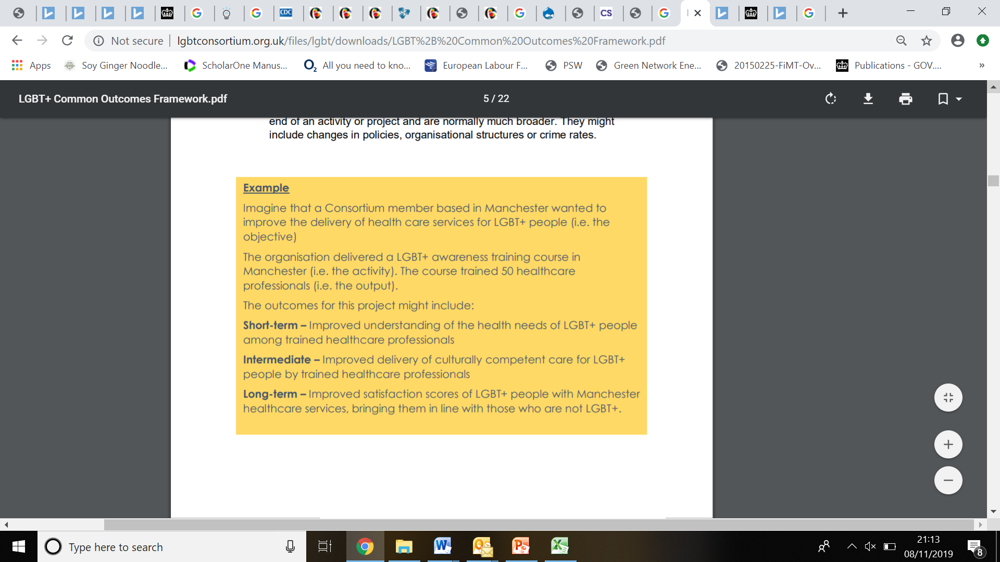 CDC
CS
Not secure
lgbtconsortium.org.uk/files/lgbt/downloads/LGBT%2B%20Common%20Outcomes%20Framework.pdf
Apps
Soy Ginger Noodle...
ScholarOne Manus...
O2
All you need to kno...
European Labour F...
PSW
Green Network Ene...
20150225-FiMT-Ov...
Publications - GOV....
»
LGBT+ Common Outcomes Framework.pdf
5 / 22
end of an activity or project and are normally much broader. They might
include changes in policies, organisational structures or crime rates.
Example
Imagine that a Consortium member based in Manchester wanted to
improve the delivery of health care services for LGBT+ people (i.e. the
objective)
The organisation delivered a LGBT+ awareness training course in
Manchester (i.e. the activity). The course trained 50 healthcare
professionals (i.e. the output).
The outcomes for this project might include:
Short-term – Improved understanding of the health needs of LGBT+ people
among trained healthcare professionals
Intermediate – Improved delivery of culturally competent care for LGBT+
people by trained healthcare professionals
Long-term – Improved satisfaction scores of LGBT+ people with Manchester
healthcare services, bringing them in line with those who are not LGBT+.
Type here to search
21:13
08/11/2019
8